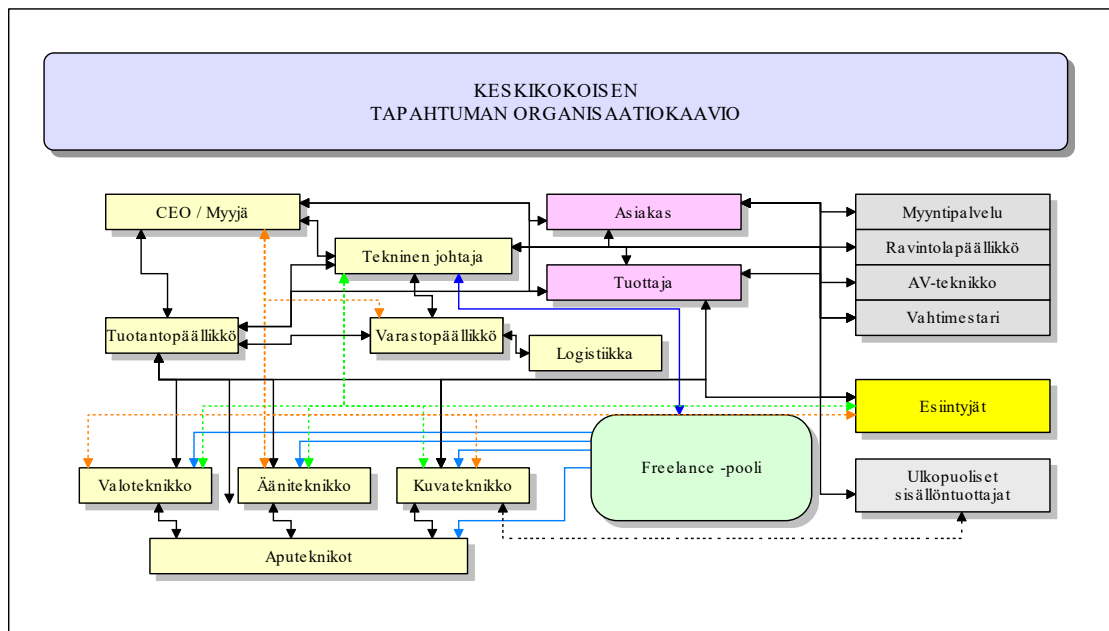 KESKIKOKOISEN
TAPAHTUMAN ORGANISAATIOKAAVIO
CEO / Myyjä
Asiakas
Myyntipalvelu
Tekninen johtaja
Ravintolapäällikkö
Tuottaja
AV-teknikko
Tuotantopäällikkö
Varastopäällikkö
Vahtimestari
Logistiikka
Esiintyjät
Freelance -pooli
Valoteknikko
Ääniteknikko
Kuvateknikko
Ulkopuoliset
sisällöntuottajat
Aputeknikot